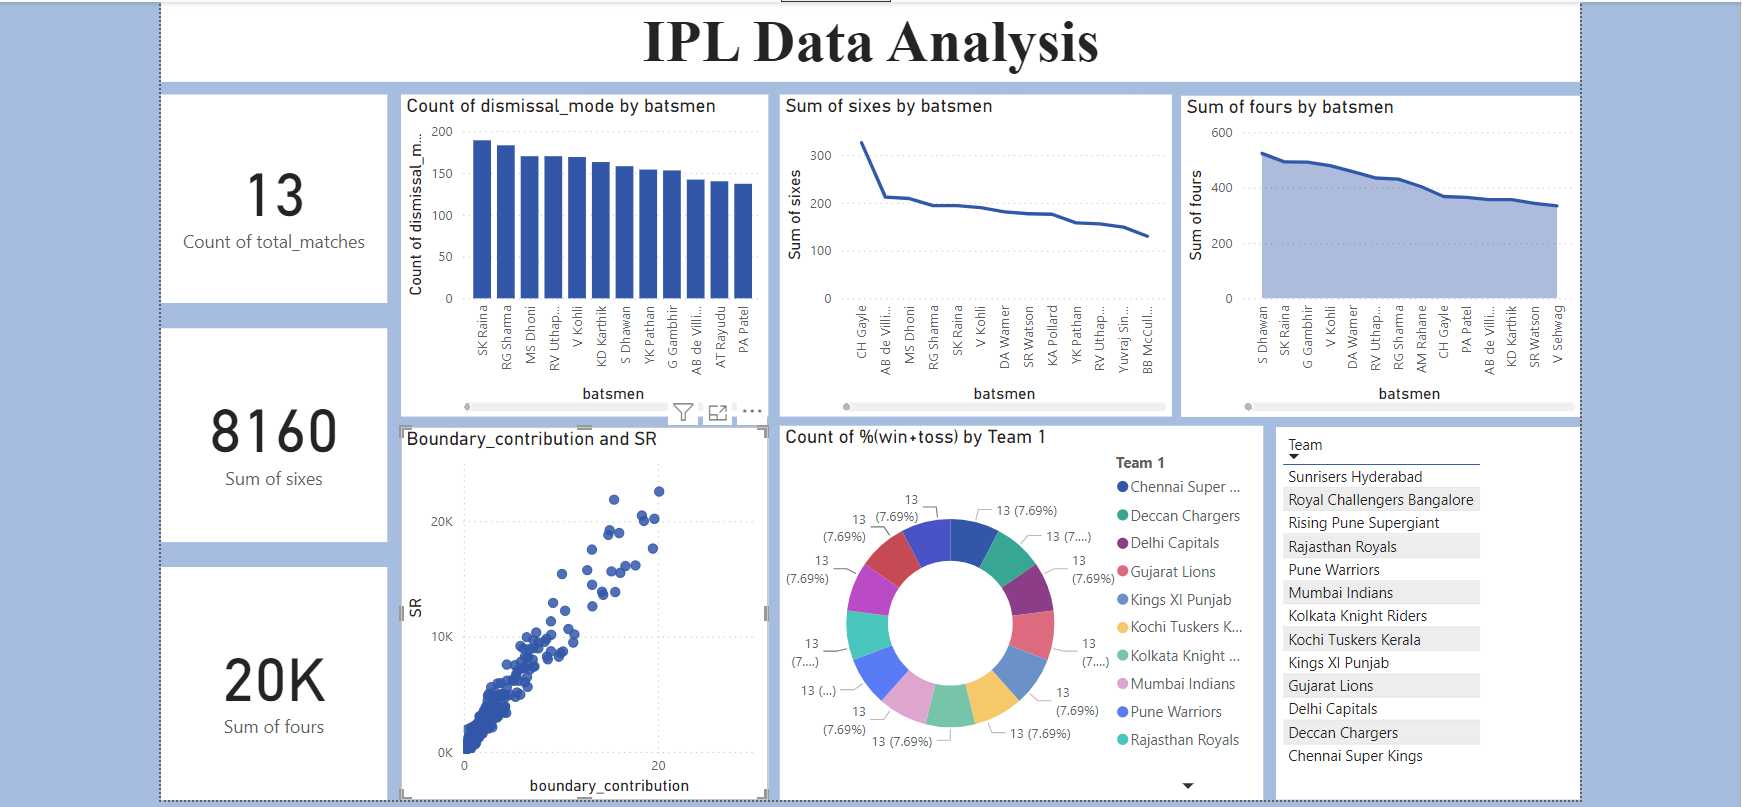 IPL Data Analysis
13
Count of total_matches
8160
Sum of sixes
20K
Sum of fours
Count of dismissal_mode by batsmen
Count of dismissal_m...
200
150
100
50
0
SK Raina
RG Sharma
MS Dhoni
RV Uthap...
V Kohli
KD Karthik
S Dhawan
YK Pathan
G Gambhir
AB de Villi...
AT Rayudu
PA Patel
batsmen
Sum of sixes by batsmen
Sum of sixes
300
200
100
0
CH Gayle
AB de Villi...
MS Dhoni
RG Sharma
SK Raina
V Kohli
DA Warner
SR Watson
KA Pollard
YK Pathan
RV Uthap...
Yuvraj Sin...
BB McCull...
batsmen
Sum of fours by batsmen
Sum of fours
600
400
200
0
S Dhawan
SK Raina
G Gambhir
V Kohli
DA Warner
RV Uthap...
RG Sharma
AM Rahane
CH Gayle
PA Patel
AB de Villi...
KD Karthik
SR Watson
V Sehwag
batsmen
Boundary_contribution and SR
SR
20K
10K
0K
0
20
boundary_contribution
Count of %(win+toss) by Team 1
13 (7.69%)
13 (7....)
13
(7.69%)
13
(7....)
13
(7.69%)
13 (7.69%)
13 (7.69%)
13
(7.69%)
13 (...)
13
(7....)
13
(7.69%)
13
(7.69%)
13
(7.69%)
Team 1
Chennai Super ...
Deccan Chargers
Delhi Capitals
Gujarat Lions
Kings XI Punjab
Kochi Tuskers K...
Kolkata Knight ...
Mumbai Indians
Pune Warriors
Rajasthan Royals
Team
Sunrisers Hyderabad
Royal Challengers Bangalore
Rising Pune Supergiant
Rajasthan Royals
Pune Warriors
Mumbai Indians
Kolkata Knight Riders
Kochi Tuskers Kerala
Kings XI Punjab
Gujarat Lions
Delhi Capitals
Deccan Chargers
Chennai Super Kings